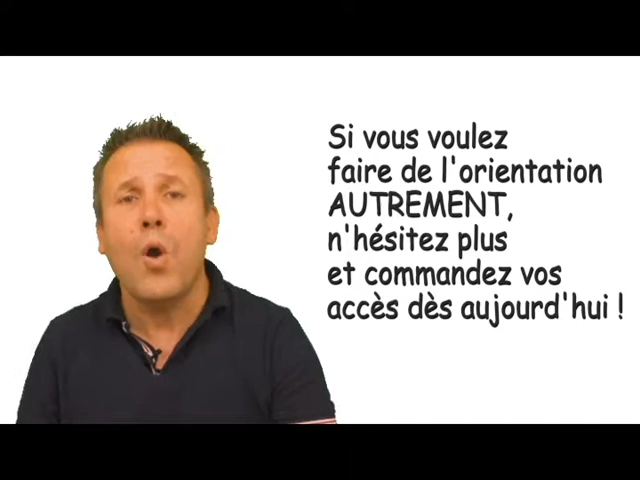 Si vous voulez
faire de l'orientation
AUTREMENT,
n'hésitez plus
et commandez vos
accès dès aujourd'hui !